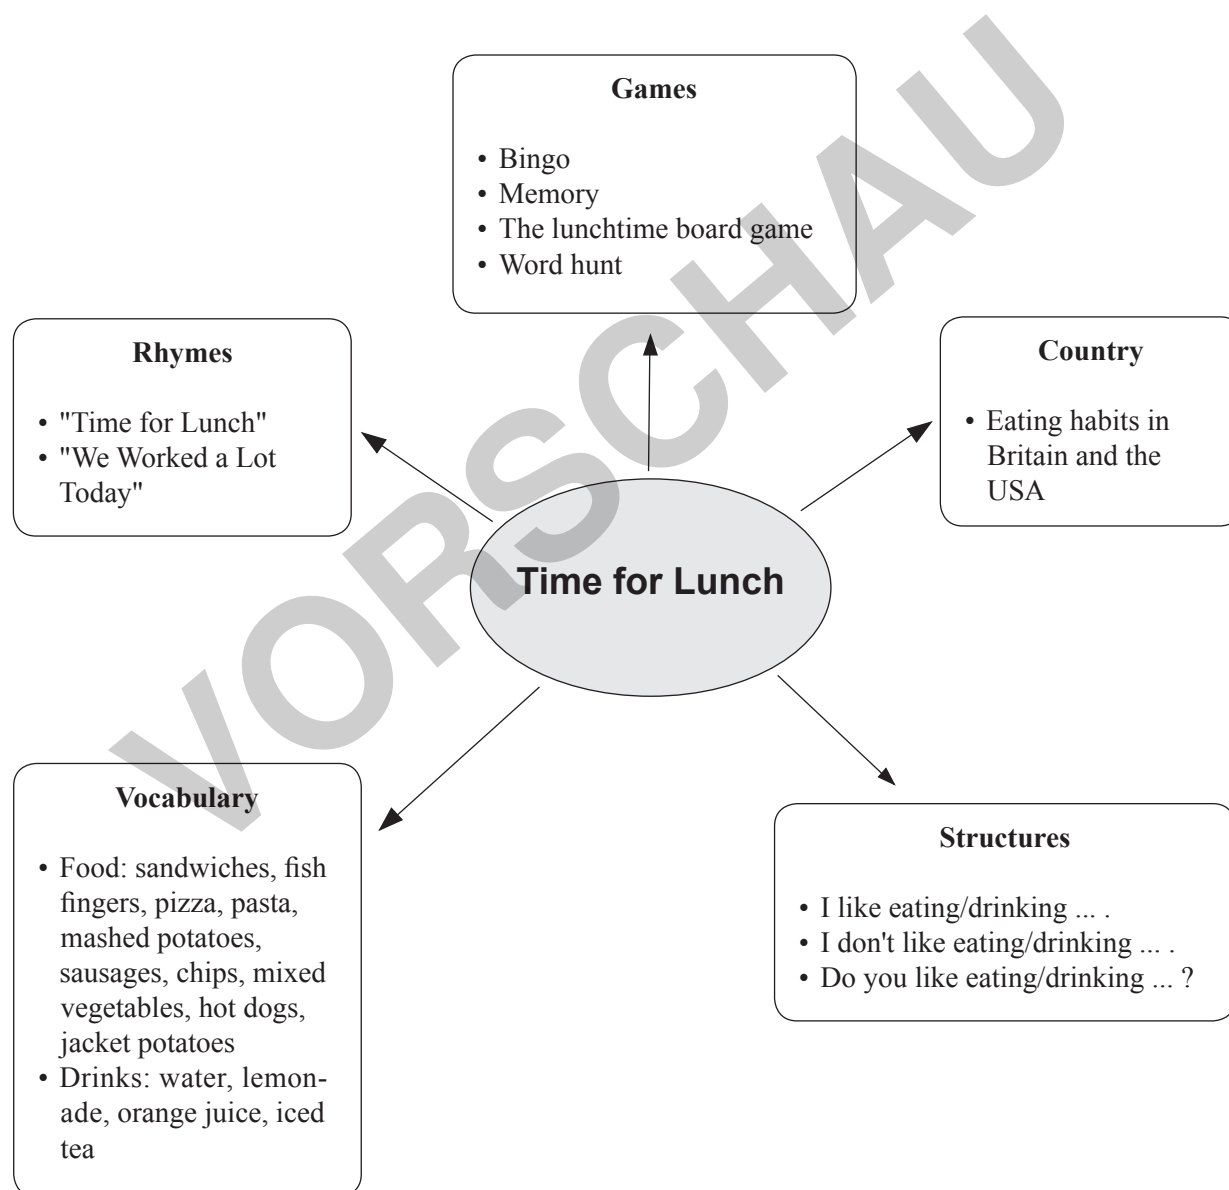 Games
• Bingo
• Memory
• The lunchtime board game
• Word hunt
Rhymes
• "Time for Lunch"
• "We Worked a Lot
Today"
Country
• Eating habits in
Britain and the
USA
Time for Lunch
Vocabulary
• Food: sandwiches, fish
fingers, pizza, pasta,
mashed potatoes,
sausages, chips, mixed
vegetables, hot dogs,
jacket potatoes
• Drinks: water, lemon-
ade, orange juice, iced
tea
Structures
• I like eating/drinking ... .
• I don't like eating/drinking ... .
• Do you like eating/drinking ... ?
VORSCHAU